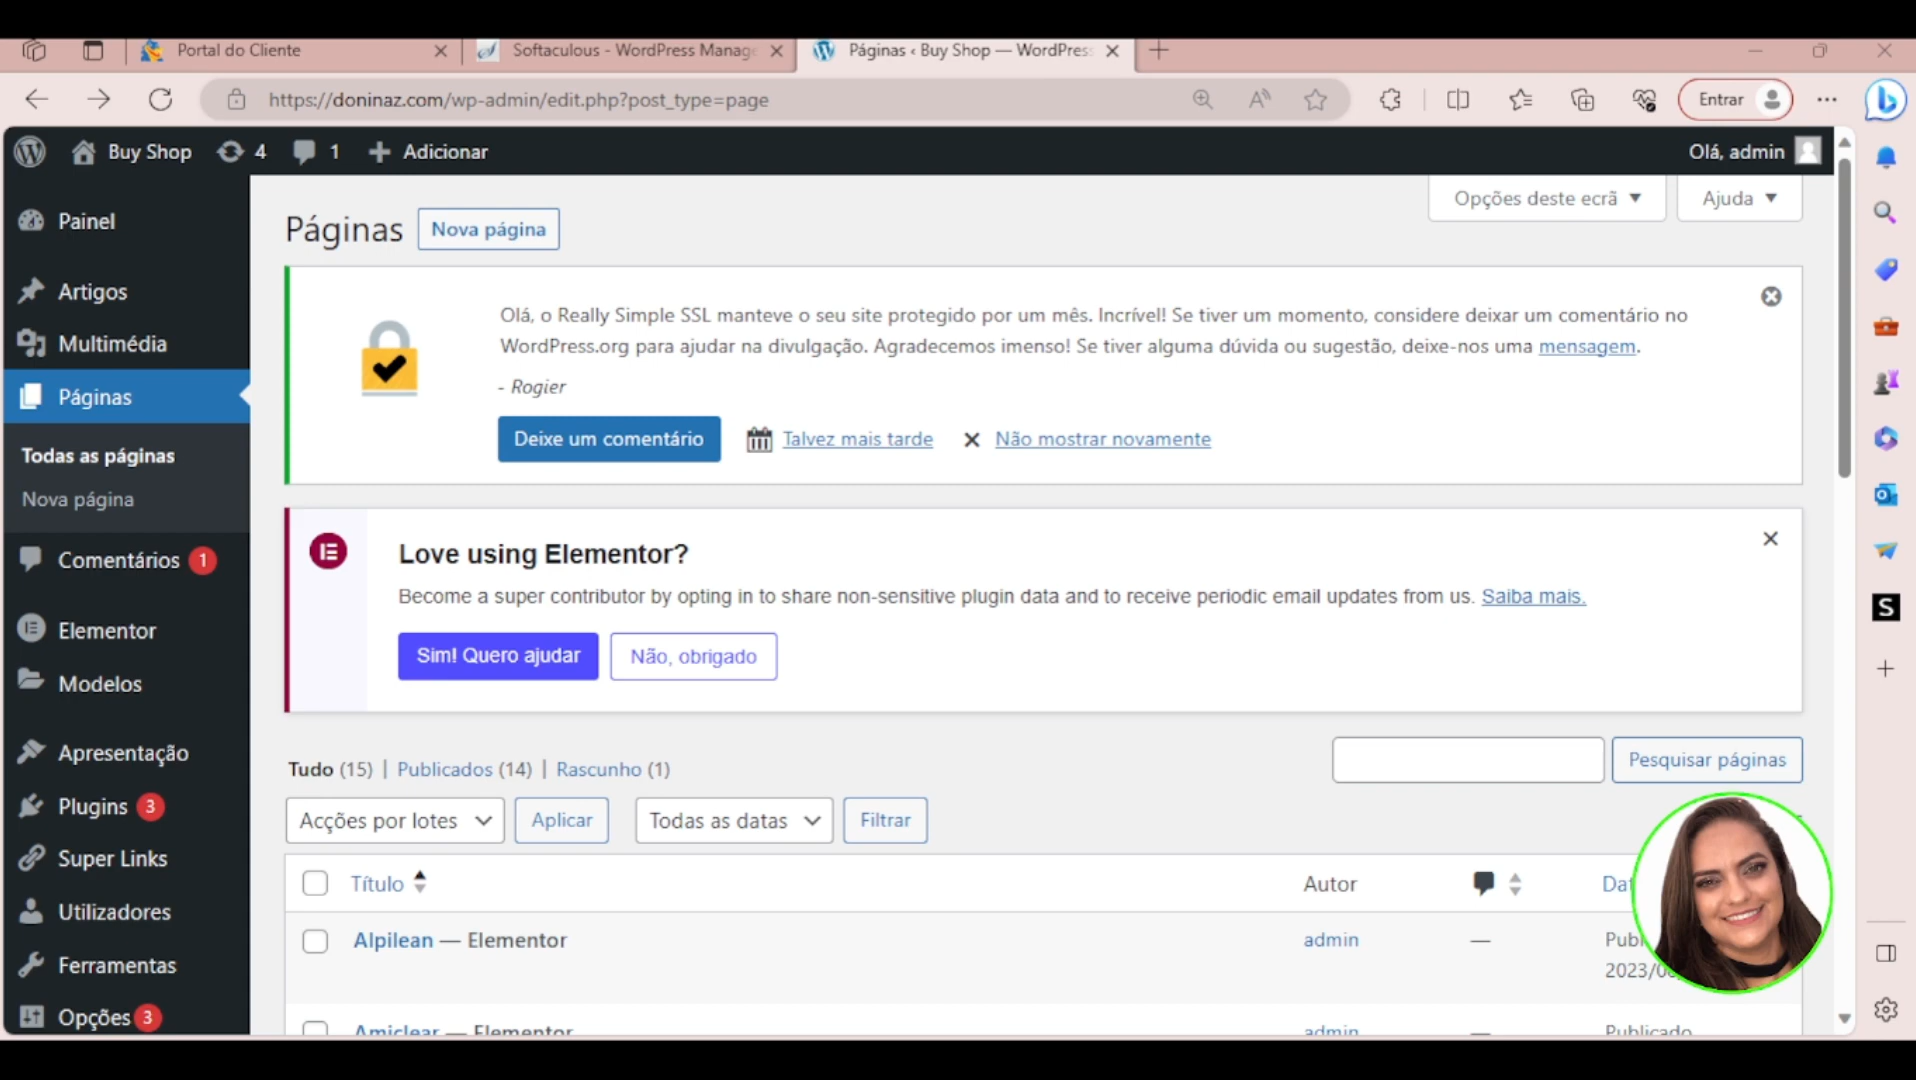 Portal do Cliente
Softaculous - WordPress Manage
Páginas ‹ Buy Shop — WordPress
https://doninaz.com/wp-admin/edit.php?post_type=page
Entrar
Buy Shop 4 1 Adicionar
Olá, admin
Opções deste ecrã
Ajuda
Painel
Artigos
Multimédia
Páginas
Todas as páginas
Nova página
Comentários 1
Elementor
Modelos
Apresentação
Plugins 3
Super Links
Utilizadores
Ferramentas
Opções 3
Páginas
Nova página
Olá, o Really Simple SSL manteve o seu site protegido por um mês. Incrível! Se tiver um momento, considere deixar um comentário no
WordPress.org para ajudar na divulgação. Agradecemos imenso! Se tiver alguma dúvida ou sugestão, deixe-nos uma mensagem.
- Rogier
Deixe um comentário
Talvez mais tarde
Não mostrar novamente
Love using Elementor?
Become a super contributor by opting in to share non-sensitive plugin data and to receive periodic email updates from us. Saiba mais.
Sim! Quero ajudar
Não, obrigado
Tudo (15) | Publicados (14) | Rascunho (1)
Pesquisar páginas
Acções por lotes
Aplicar
Todas as datas
Filtrar
Título
Autor
Alpilean — Elementor
admin
—
Amiclear — Elementor
admin
—
Publicado